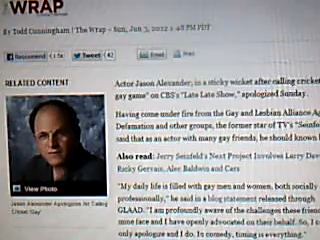 WRAP
By Todd Cunningham | The Wrap – Sun, Jun 3, 2012 1:48 PM PDT
Recommend Tweet 42 Email Print
RELATED CONTENT
View Photo
Jason Alexander Apologizes for Calling
Cricket 'Gay'
Actor Jason Alexander, in a sticky wicket after calling cricket
gay game" on CBS's "Late Late Show," apologized Sunday.
Having come under fire from the Gay and Lesbian Alliance Ag
Defamation and other groups, the former star of TV's "Seinf
said that as an actor with many gay friends, he should known b
Also read: Jerry Seinfeld's Next Project Involves Larry Davi
Ricky Gervais, Alec Baldwin and Cars
"My daily life is filled with gay men and women, both socially
professionally," he said in a blog statement released through
GLAAD. "I am profoundly aware of the challenges these frien
mine face and I have openly advocated on their behalf. So, I c
only apologize and I do. In comedy, timing is everything."